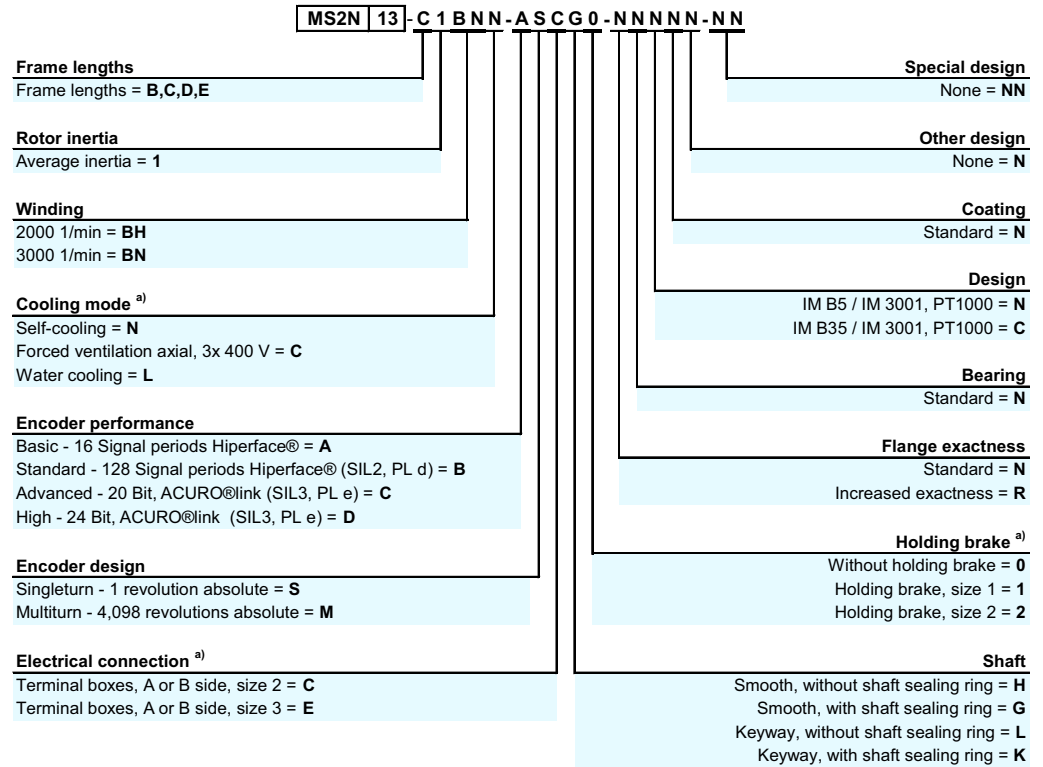 MS2N 13 - C 1 B N N - A S C G 0 - N N N N N - N N
Frame lengths
Frame lengths = B,C,D,E
Rotor inertia
Average inertia = 1
Winding
2000 1/min = BH
3000 1/min = BN
Cooling mode a)
Self-cooling = N
Forced ventilation axial, 3x 400 V = C
Water cooling = L
Encoder performance
Basic - 16 Signal periods Hiperface® = A
Standard - 128 Signal periods Hiperface® (SIL2, PL d) = B
Advanced - 20 Bit, ACURO®link (SIL3, PL e) = C
High - 24 Bit, ACURO®link (SIL3, PL e) = D
Encoder design
Singleturn - 1 revolution absolute = S
Multiturn - 4,098 revolutions absolute = M
Electrical connection a)
Terminal boxes, A or B side, size 2 = C
Terminal boxes, A or B side, size 3 = E
Special design
None = NN
Other design
None = N
Coating
Standard = N
Design
IM B5 / IM 3001, PT1000 = N
IM B35 / IM 3001, PT1000 = C
Bearing
Standard = N
Flange exactness
Standard = N
Increased exactness = R
Holding brake a)
Without holding brake = 0
Holding brake, size 1 = 1
Holding brake, size 2 = 2
Shaft
Smooth, without shaft sealing ring = H
Smooth, with shaft sealing ring = G
Keyway, without shaft sealing ring = L
Keyway, with shaft sealing ring = K